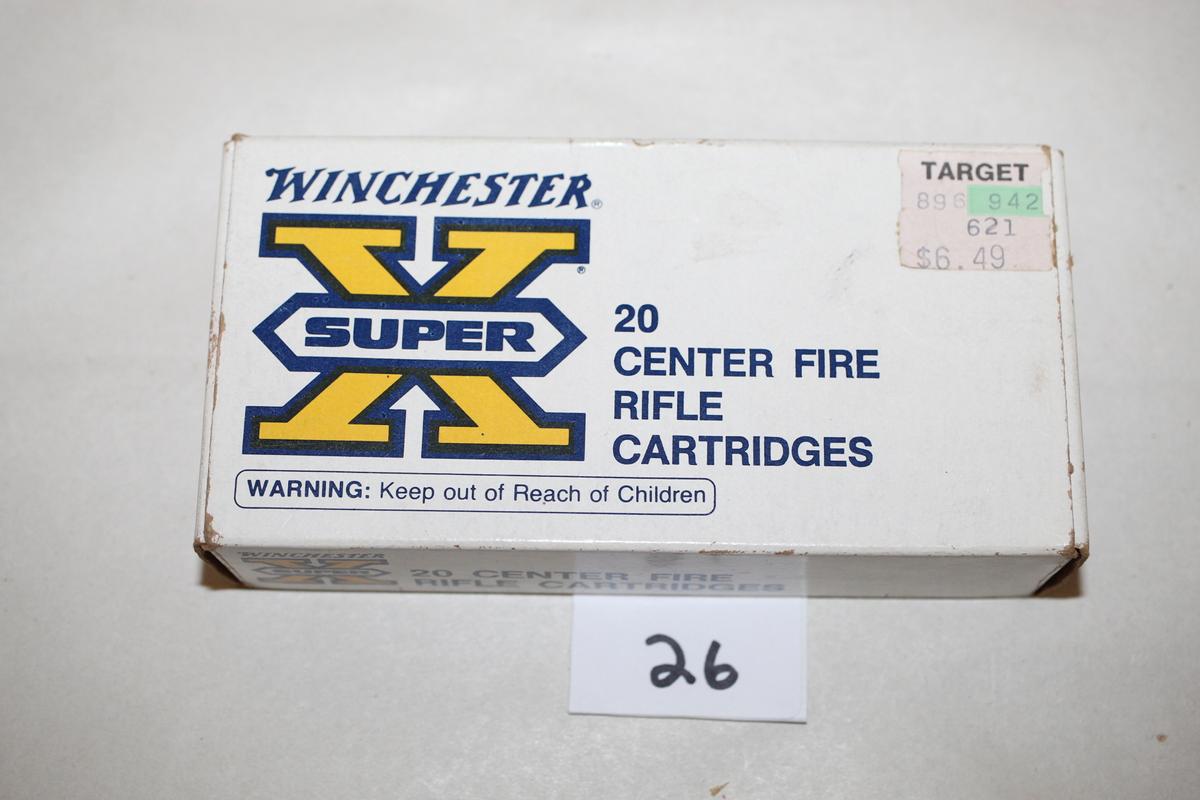 WINCHESTER®
SUPER X®
20
CENTER FIRE
RIFLE
CARTRIDGES
WARNING: Keep out of Reach of Children
TARGET
896 942
621
$6.49
WINCHESTER
SUPER X
20 CENTER FIRE
RIFLE CARTRIDGES
26